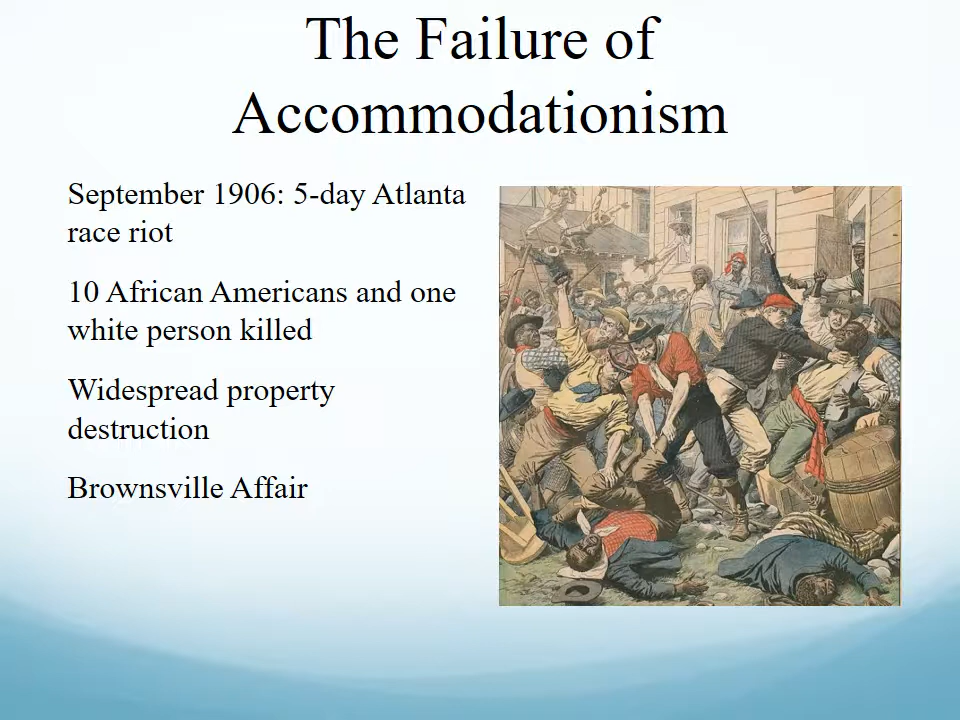 The Failure of
Accommodationism
September 1906: 5-day Atlanta
race riot
10 African Americans and one
white person killed
Widespread property
destruction
Brownsville Affair